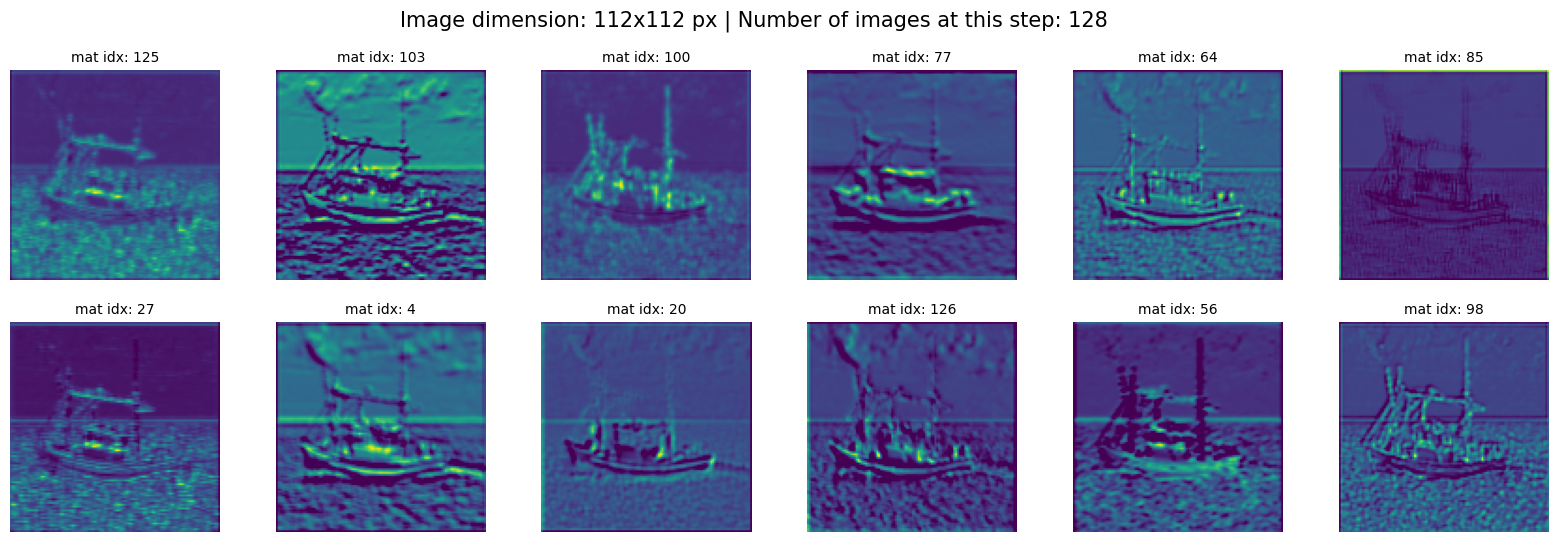 Image dimension: 112x112 px | Number of images at this step: 128
mat idx: 125
mat idx: 103
mat idx: 100
mat idx: 77
mat idx: 64
mat idx: 85
mat idx: 27
mat idx: 4
mat idx: 20
mat idx: 126
mat idx: 56
mat idx: 98